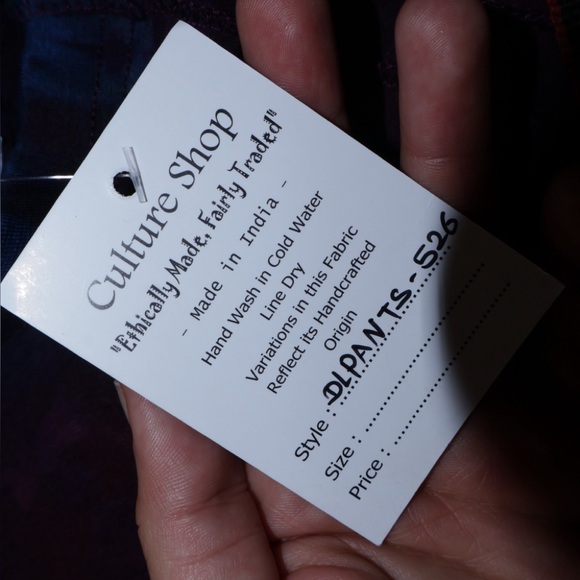 Culture Shop
"Ethically Made, Fairly Traded"
- Made in India -
Hand Wash in Cold Water
Line Dry
Variations in this Fabric
Reflect its Handcrafted
Origin
Style : DLPANTS-526
Size : ........................
Price : ........................